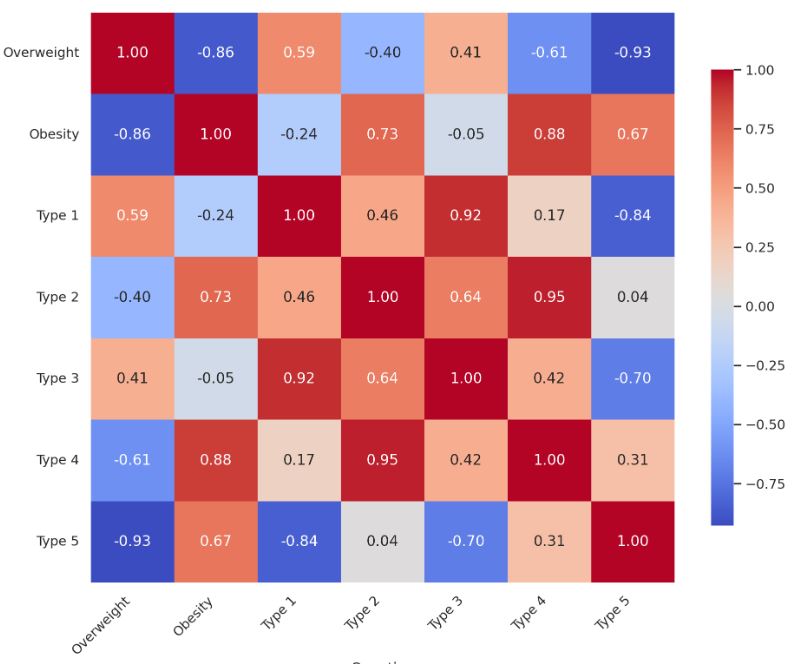 Overweight 1.00 -0.86 0.59 -0.40 0.41 -0.61 -0.93
Obesity -0.86 1.00 -0.24 0.73 -0.05 0.88 0.67
Type 1 0.59 -0.24 1.00 0.46 0.92 0.17 -0.84
Type 2 -0.40 0.73 0.46 1.00 0.64 0.95 0.04
Type 3 0.41 -0.05 0.92 0.64 1.00 0.42 -0.70
Type 4 -0.61 0.88 0.17 0.95 0.42 1.00 0.31
Type 5 -0.93 0.67 -0.84 0.04 -0.70 0.31 1.00
Overweight Obesity Type 1 Type 2 Type 3 Type 4 Type 5
1.00
0.75
0.50
0.25
0.00
−0.25
−0.50
−0.75